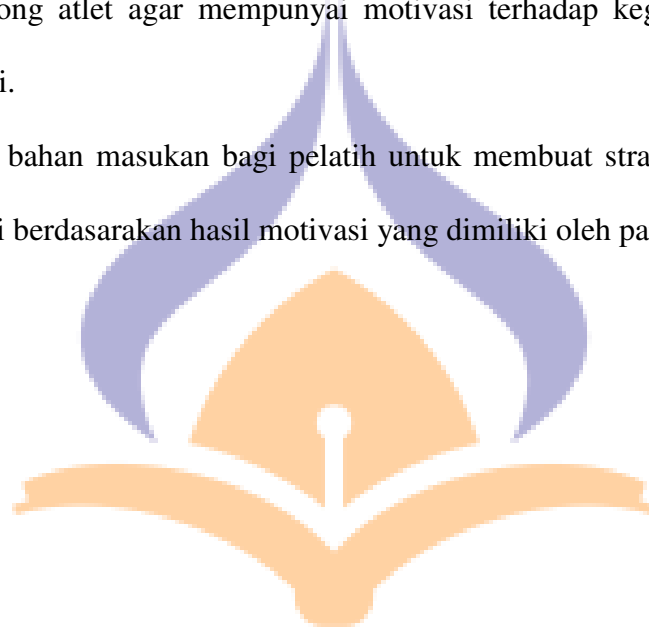 ong atlet agar mempunyai motivasi terhadap keg
i.
bahan masukan bagi pelatih untuk membuat stra
i berdasarakan hasil motivasi yang dimiliki oleh pa